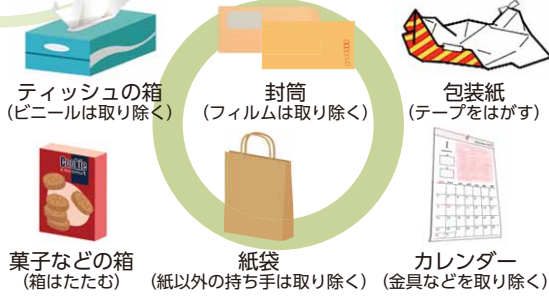 ティッシュの箱
(ビニールは取り除く)
封筒
(フィルムは取り除く)
包装紙
(テープをはがす)
Cookie
coconut
菓子などの箱
(箱はたたむ)
紙袋
(紙以外の持ち手は取り除く)
カレンダー
(金具などを取り除く)